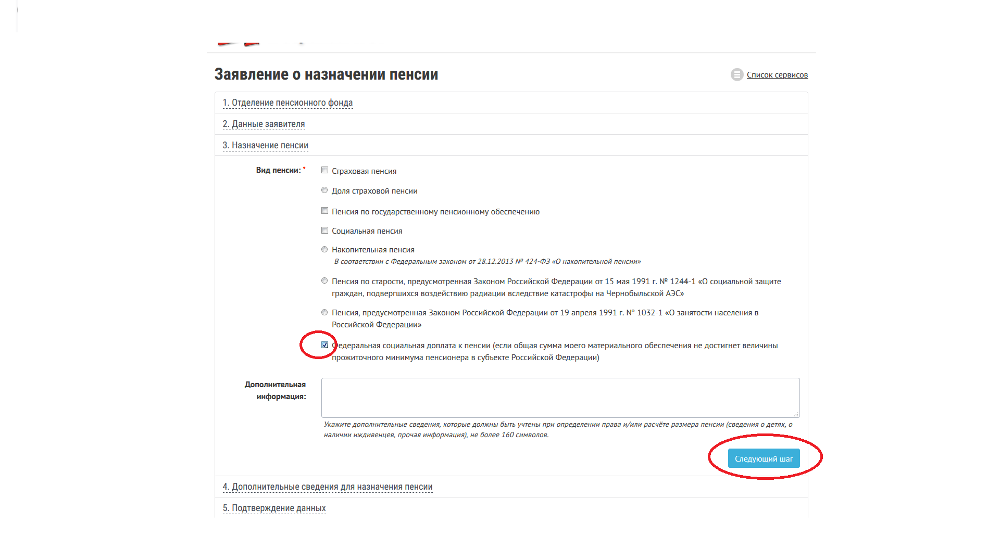 Заявление о назначении пенсии
Список сервисов
1. Отделение пенсионного фонда
2. Данные заявителя
3. Назначение пенсии
Вид пенсии: *
Страховая пенсия
Доля страховой пенсии
Пенсия по государственному пенсионному обеспечению
Социальная пенсия
Накопительная пенсия
В соответствии с Федеральным законом от 28.12.2013 № 424-ФЗ «О накопительной пенсии»
Пенсия по старости, предусмотренная Законом Российской Федерации от 15 мая 1991 г. № 1244-1 «О социальной защите
граждан, подвергшихся воздействию радиации вследствие катастрофы на Чернобыльской АЭС»
Пенсия, предусмотренная Законом Российской Федерации от 19 апреля 1991 г. № 1032-1 «О занятости населения в
Российской Федерации»
Федеральная социальная доплата к пенсии (если общая сумма моего материального обеспечения не достигнет величины
прожиточного минимума пенсионера в субъекте Российской Федерации)
Дополнительная
информация:
Укажите дополнительные сведения, которые должны быть учтены при определении права и/или расчёте размера пенсии (сведения о детях, о
наличии иждивенцев, прочая информация), не более 160 символов.
Следующий шаг
4. Дополнительные сведения для назначения пенсии
5. Подтверждение данных